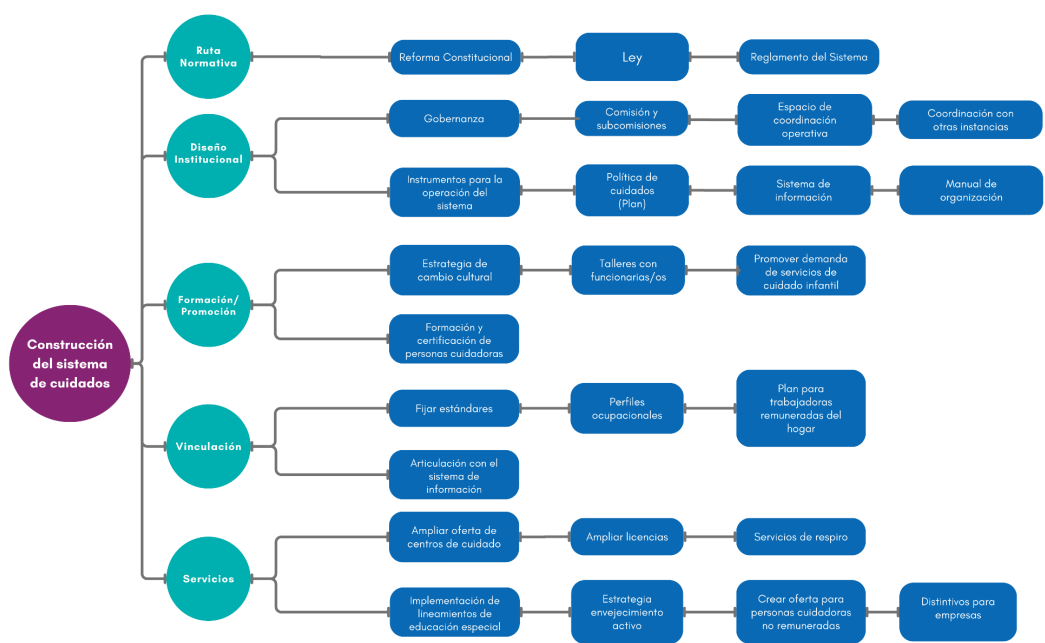 Construcción
del sistema
de cuidados
Ruta
Normativa
Reforma Constitucional
Ley
Reglamento del Sistema
Diseño
Institucional
Gobernanza
Comisión y
subcomisiones
Espacio de
coordinación
operativa
Coordinación con
otras instancias
Instrumentos para la
operación del
sistema
Política de
cuidados
(Plan)
Sistema de
información
Manual de
organización
Formación/
Promoción
Estrategia de
cambio cultural
Talleres con
funcionarias/os
Promover demanda
de servicios de
cuidado infantil
Formación y
certificación de
personas cuidadoras
Vinculación
Fijar estándares
Perfiles
ocupacionales
Plan para
trabajadoras
remuneradas del
hogar
Articulación con el
sistema de
información
Servicios
Ampliar oferta de
centros de cuidado
Ampliar licencias
Servicios de respiro
Implementación de
lineamientos de
educación especial
Estrategia
envejecimiento
activo
Crear oferta para
personas cuidadoras
no remuneradas
Distintivos para
empresas